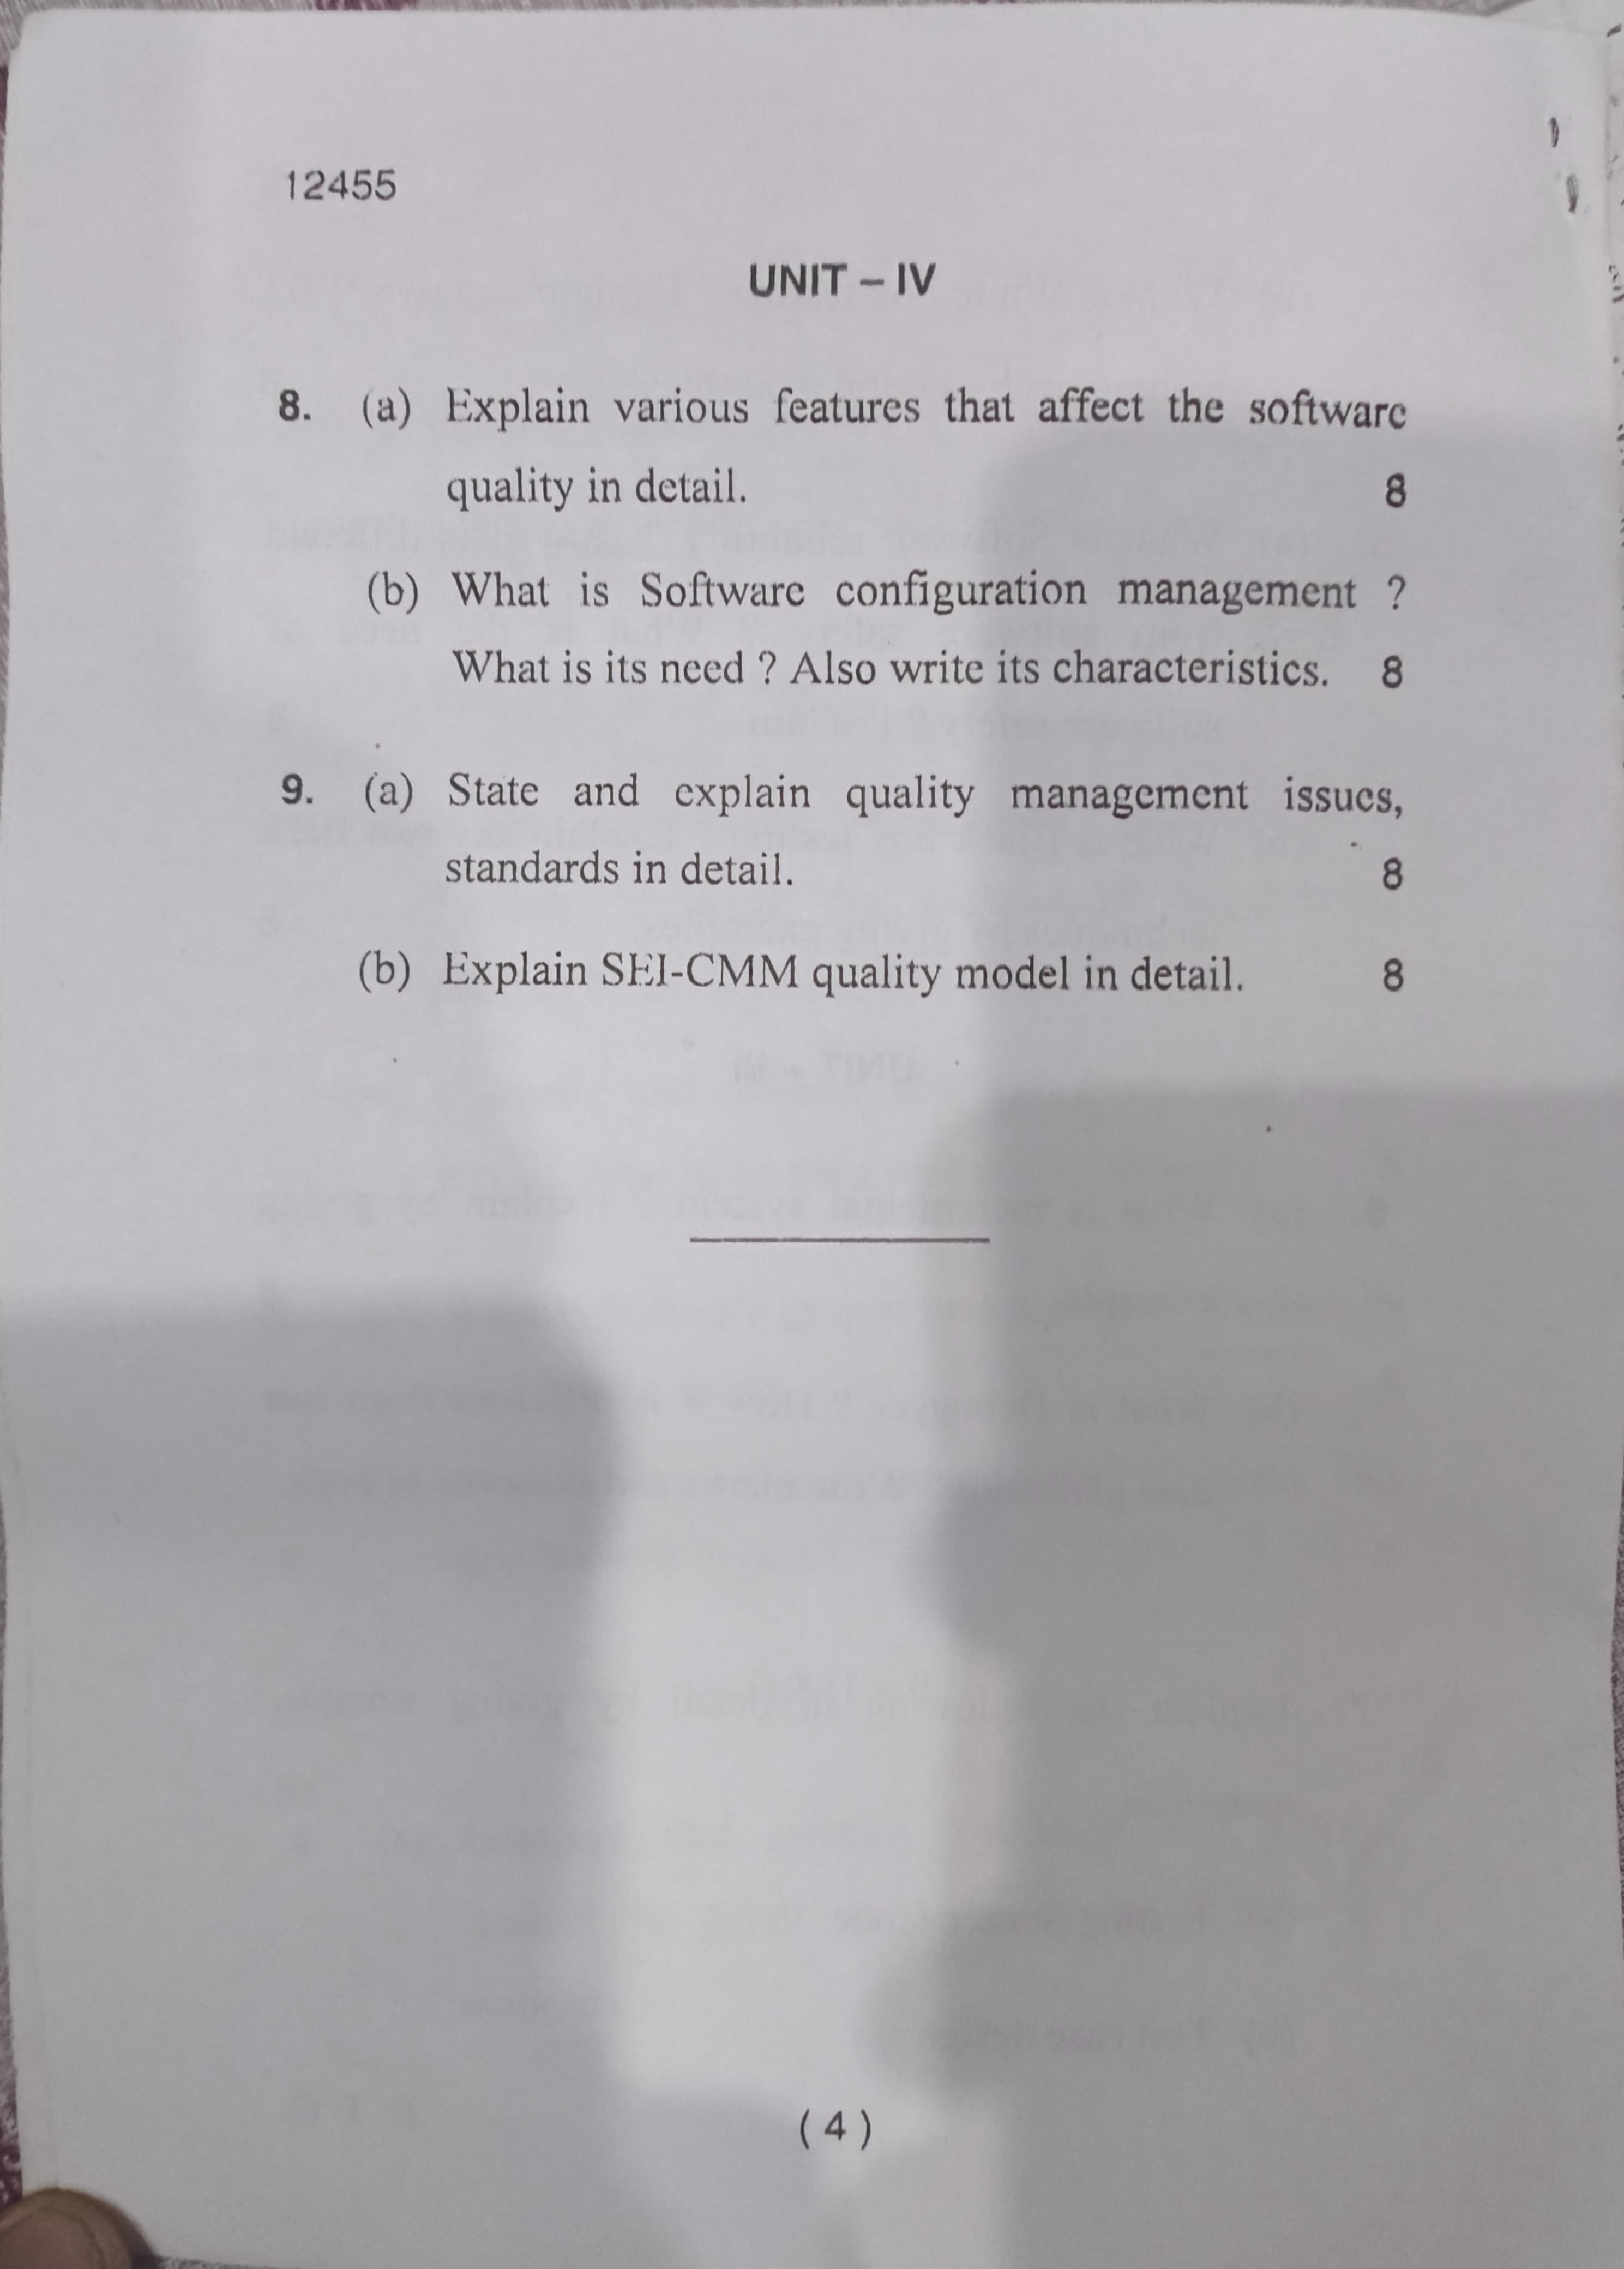 12455
UNIT – IV
8. (a) Explain various features that affect the software
quality in detail. 8
(b) What is Software configuration management ?
What is its need ? Also write its characteristics. 8
9. (a) State and explain quality management issues,
standards in detail. 8
(b) Explain SEI-CMM quality model in detail. 8
( 4 )